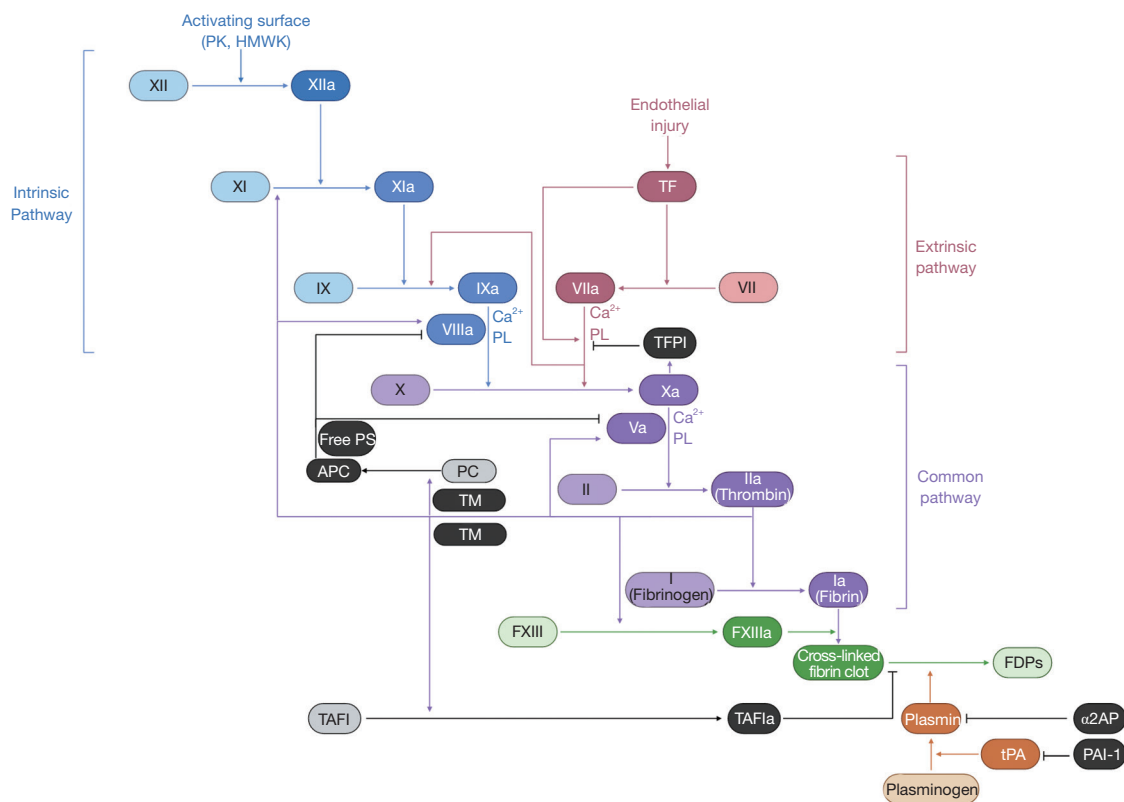 Activating surface
(PK, HMWK)
XII
XIIa
Endothelial
injury
Intrinsic
Pathway
XI
XIa
TF
Extrinsic
pathway
IX
IXa
VIIa
VII
Ca2+
PL
VIIIa
Ca2+
PL
TFPI
X
Xa
Va
Ca2+
PL
Free PS
APC
PC
TM
TM
II
IIa
(Thrombin)
Common
pathway
I
(Fibrinogen)
Ia
(Fibrin)
FXIII
FXIIIa
Cross-linked
fibrin clot
FDPs
TAFI
TAFIa
Plasmin
α2AP
tPA
PAI-1
Plasminogen